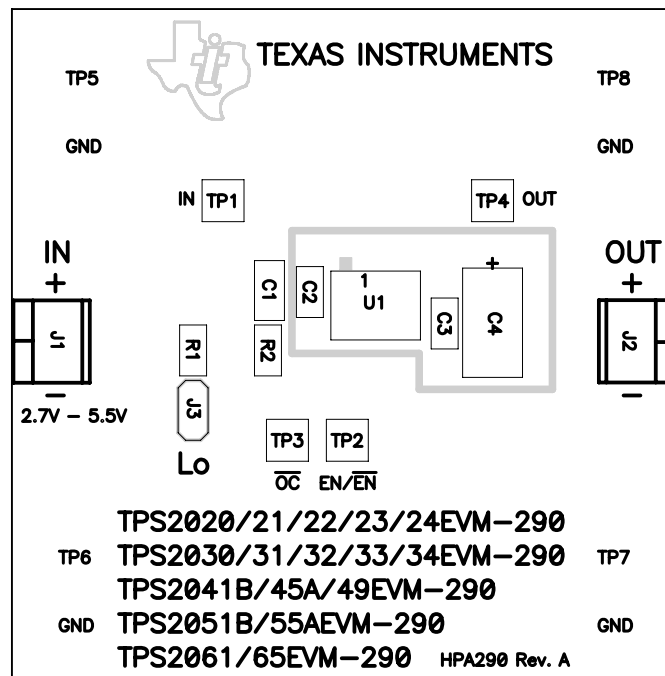 TEXAS INSTRUMENTS
TP5
TP8
GND
GND
IN TP1
TP4 OUT
IN
+
OUT
+
+
1
U1
C1
C2
C3
C4
J1
J2
R1
R2
J3
−
−
2.7V − 5.5V
TP3
TP2
Lo
O̅C̅
EN/E̅N̅
TPS2020/21/22/23/24EVM−290
TPS2030/31/32/33/34EVM−290
TP6
TP7
TPS2041B/45A/49EVM−290
GND
TPS2051B/55AEVM−290
GND
TPS2061/65EVM−290 HPA290 Rev. A